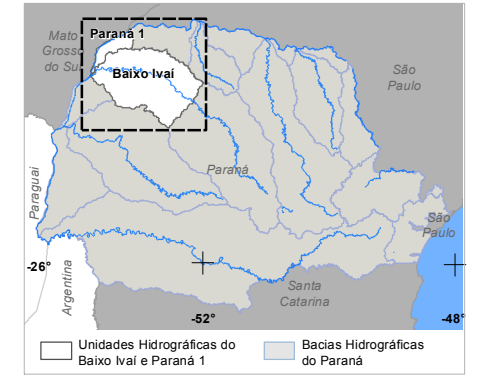 Mato
Grosso
do Su
Paraná 1
Baixo Ivaí
São
Paulo
Paraná
Paraguai
São
Paulo
-26°
Argentina
Santa
Catarina
-52°
-48°
Unidades Hidrográficas do
Baixo Ivaí e Paraná 1
Bacias Hidrográficas
do Paraná